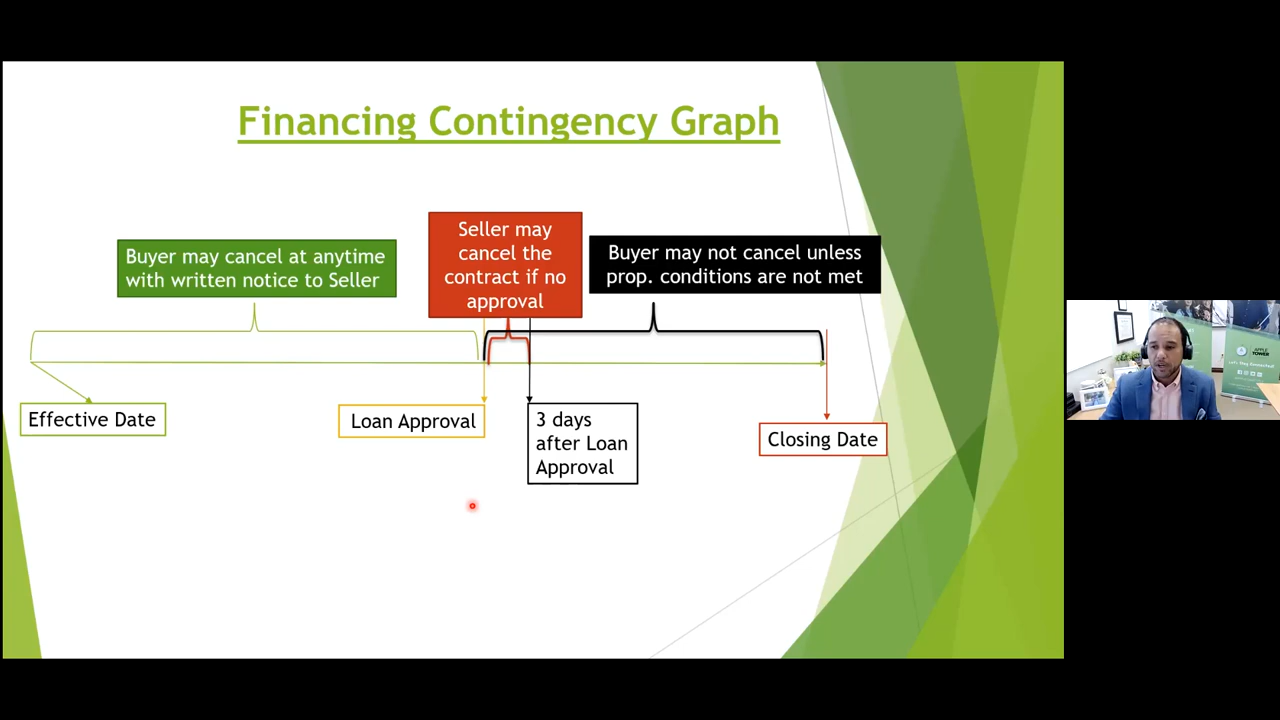 Financing Contingency Graph
Buyer may cancel at anytime
with written notice to Seller
Seller may
cancel the
contract if no
approval
Buyer may not cancel unless
prop. conditions are not met
Effective Date
Loan Approval
3 days
after Loan
Approval
Closing Date
APPLE
TOWER